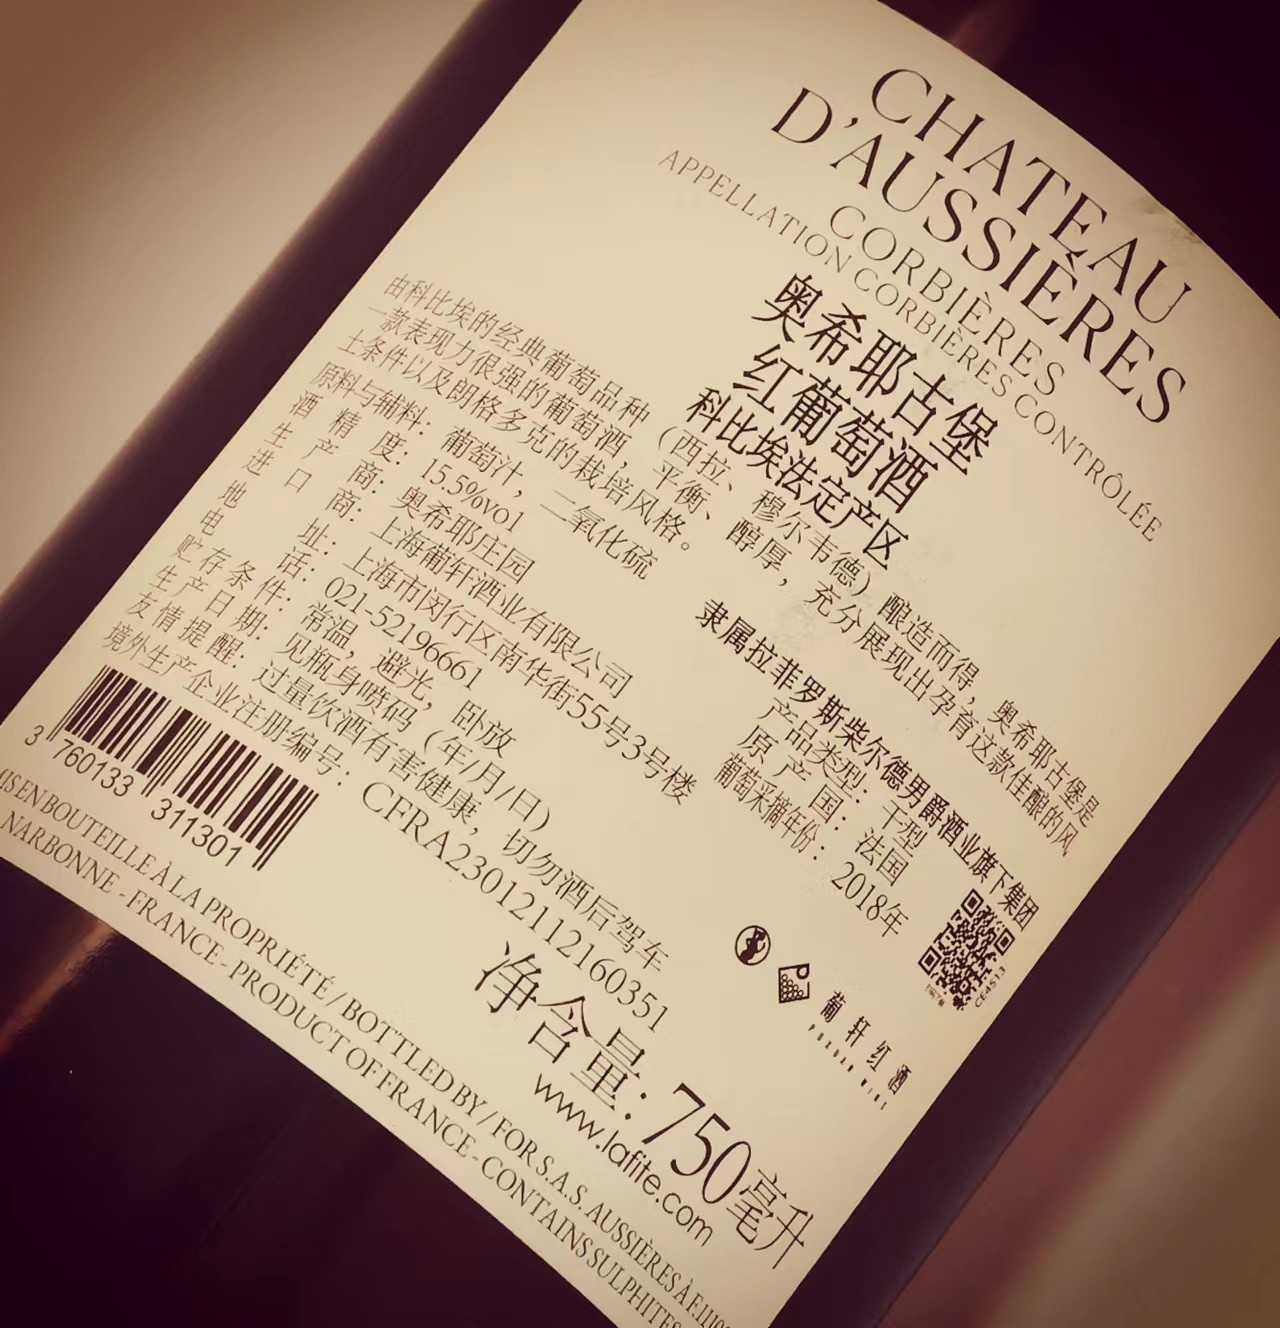 CHATEAU
D'AUSSIÈRES
CORBIÈRES
APPELLATION CORBIÈRES CONTRÔLÉE
奥希耶古堡
红葡萄酒
科比埃法定产区
由科比埃的经典葡萄品种（西拉、穆尔韦德）酿造而得，奥希耶古堡是
一款表现力很强的葡萄酒，平衡、醇厚，充分展现出孕育这款佳酿的风
土条件以及朗格多克的栽培风格。
隶属拉菲罗斯柴尔德男爵酒业旗下集团
原料与辅料：葡萄汁，二氧化硫
产品类型：干型
酒精度：15.5%vol
原产国：法国
生产商：奥希耶庄园
葡萄采摘年份：2018年
进口商：上海葡轩酒业有限公司
地址：上海市闵行区南华街55号3号楼
电话：021-52196661
贮存条件：常温，避光，卧放
生产日期：见瓶身喷码（年/月/日）
友情提醒：过量饮酒有害健康，切勿酒后驾车
境外生产企业注册编号：CFRA23012112160351
3 760133 311301
CE4513
葡轩红酒
PUXUAN WINE
净含量：750毫升
www.lafite.com
MIS EN BOUTEILLE À LA PROPRIÉTÉ / BOTTLED BY / FOR S.A.S. AUSSIÈRES À F.1110
NARBONNE - FRANCE - PRODUCT OF FRANCE - CONTAINS SULPHITES